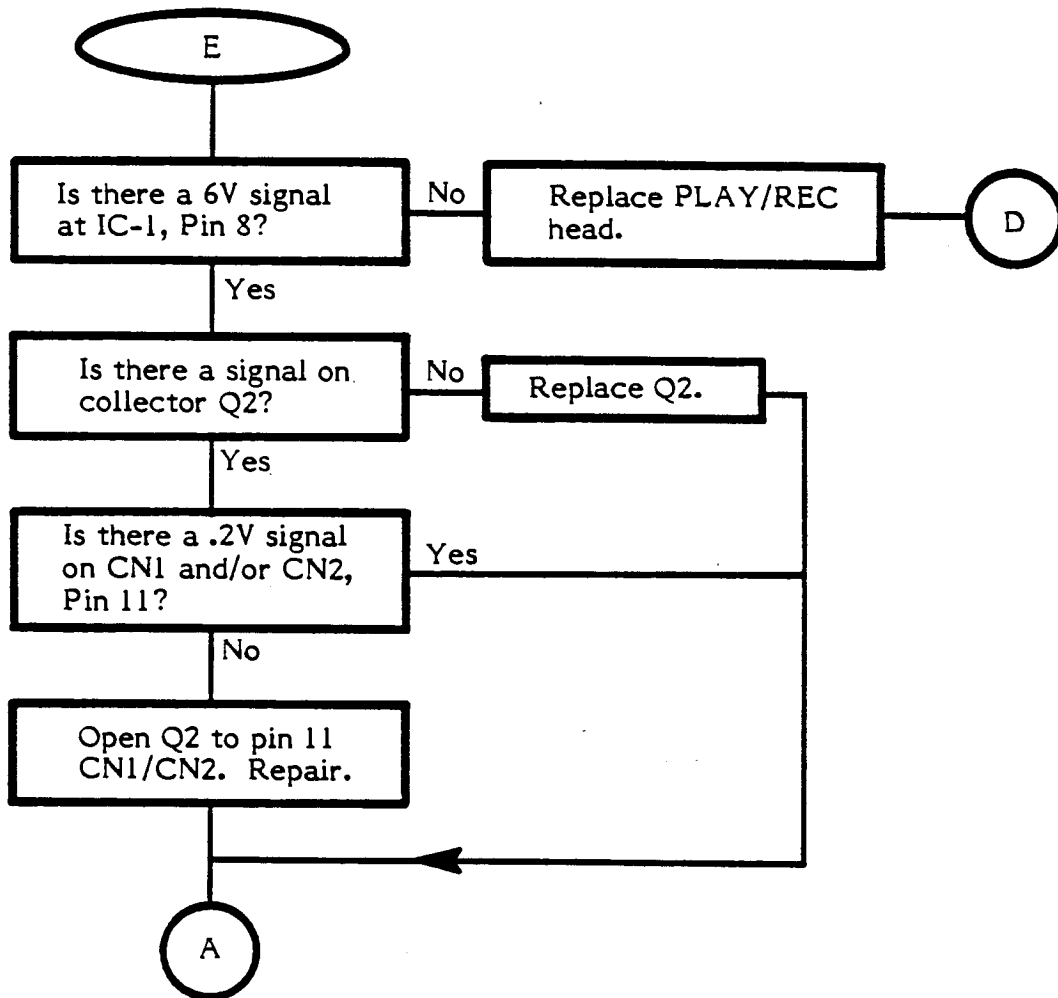 E
Is there a 6V signal
at IC-1, Pin 8?
No
Replace PLAY/REC
head.
D
Yes
Is there a signal on
collector Q2?
No
Replace Q2.
Yes
Is there a .2V signal
on CN1 and/or CN2,
Pin 11?
Yes
No
Open Q2 to pin 11
CN1/CN2. Repair.
A